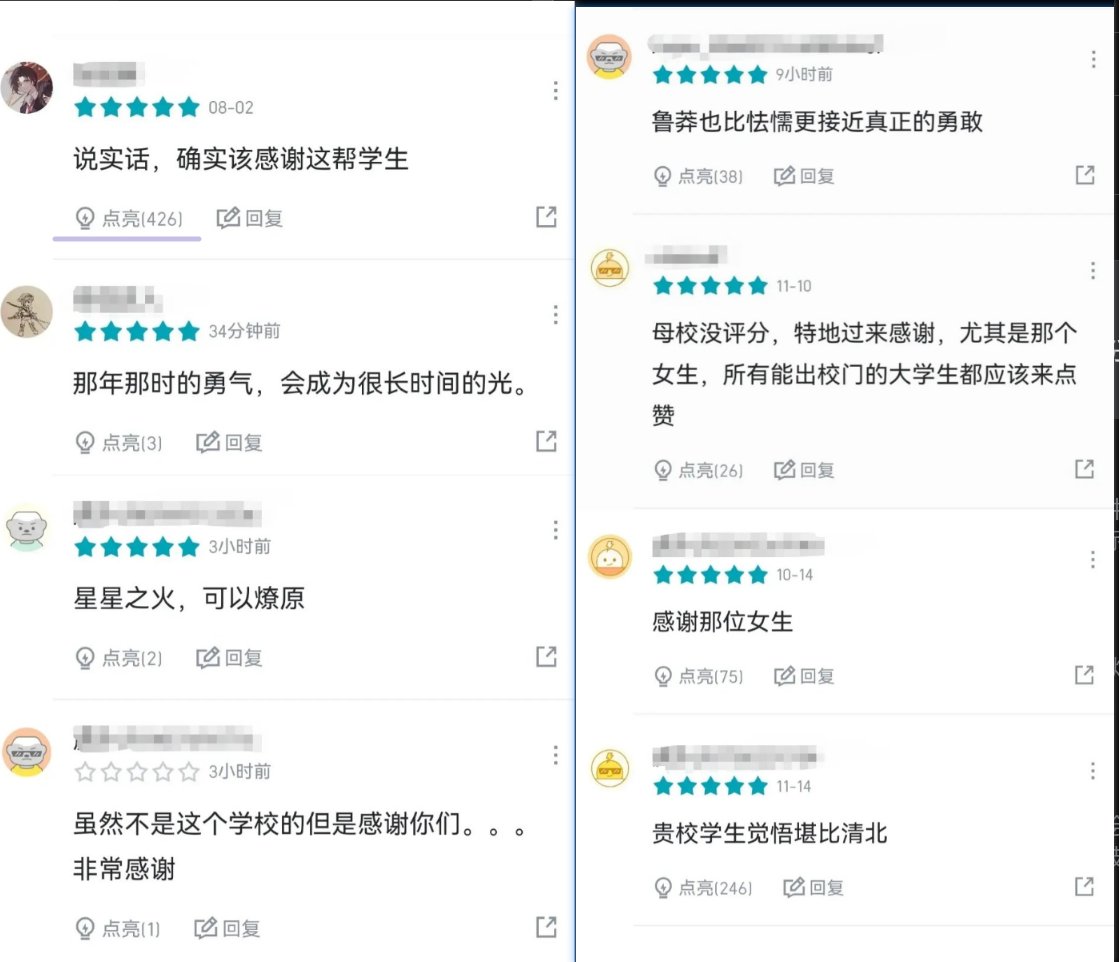 08-02
说实话，确实该感谢这帮学生
点亮(426) 回复
34分钟前
那年那时的勇气，会成为很长时间的光。
点亮(3) 回复
3小时前
星星之火，可以燎原
点亮(2) 回复
3小时前
虽然不是这个学校的但是感谢你们。。。
非常感谢
点亮(1) 回复
9小时前
鲁莽也比怯懦更接近真正的勇敢
点亮(38) 回复
11-10
母校没评分，特地过来感谢，尤其是那个
女生，所有能出校门的大学生都应该来点
赞
点亮(26) 回复
10-14
感谢那位女生
点亮(75) 回复
11-14
贵校学生觉悟堪比清北
点亮(246) 回复